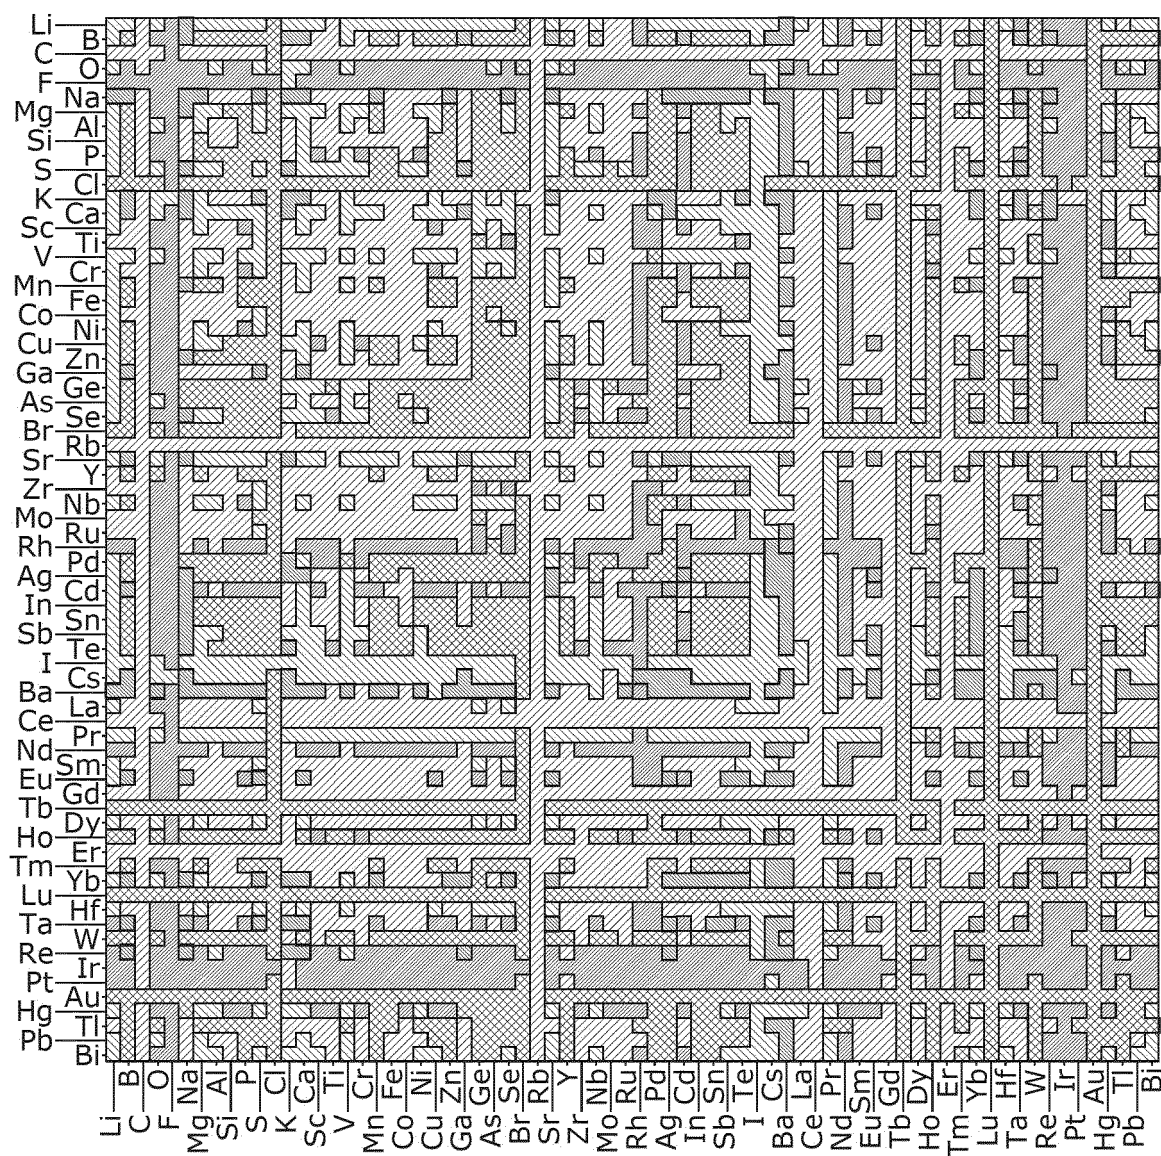 Li
B
C
O
F
Na
Mg
Al
Si
P
S
Cl
K
Ca
Sc
Ti
V
Cr
Mn
Fe
Co
Ni
Cu
Zn
Ga
Ge
As
Se
Br
Rb
Sr
Y
Zr
Nb
Mo
Ru
Rh
Pd
Ag
Cd
In
Sn
Sb
Te
I
Cs
Ba
La
Ce
Pr
Nd
Sm
Eu
Gd
Tb
Dy
Ho
Er
Tm
Yb
Lu
Hf
Ta
W
Re
Ir
Pt
Au
Hg
Tl
Pb
Bi
B O Na Al P Cl Ca Ti Cr Fe Ni Zn Ge Se Rb Y Nb Ru Pd Cd Sn Te Cs La Pr Sm Gd Dy Er Yb Hf W Ir Au Tl Bi
Li C F Mg Si S K Sc V Mn Co Cu Ga As Br Sr Zr Mo Rh Ag In Sb I Ba Ce Nd Eu Tb Ho Tm Lu Ta Re Pt Hg Pb